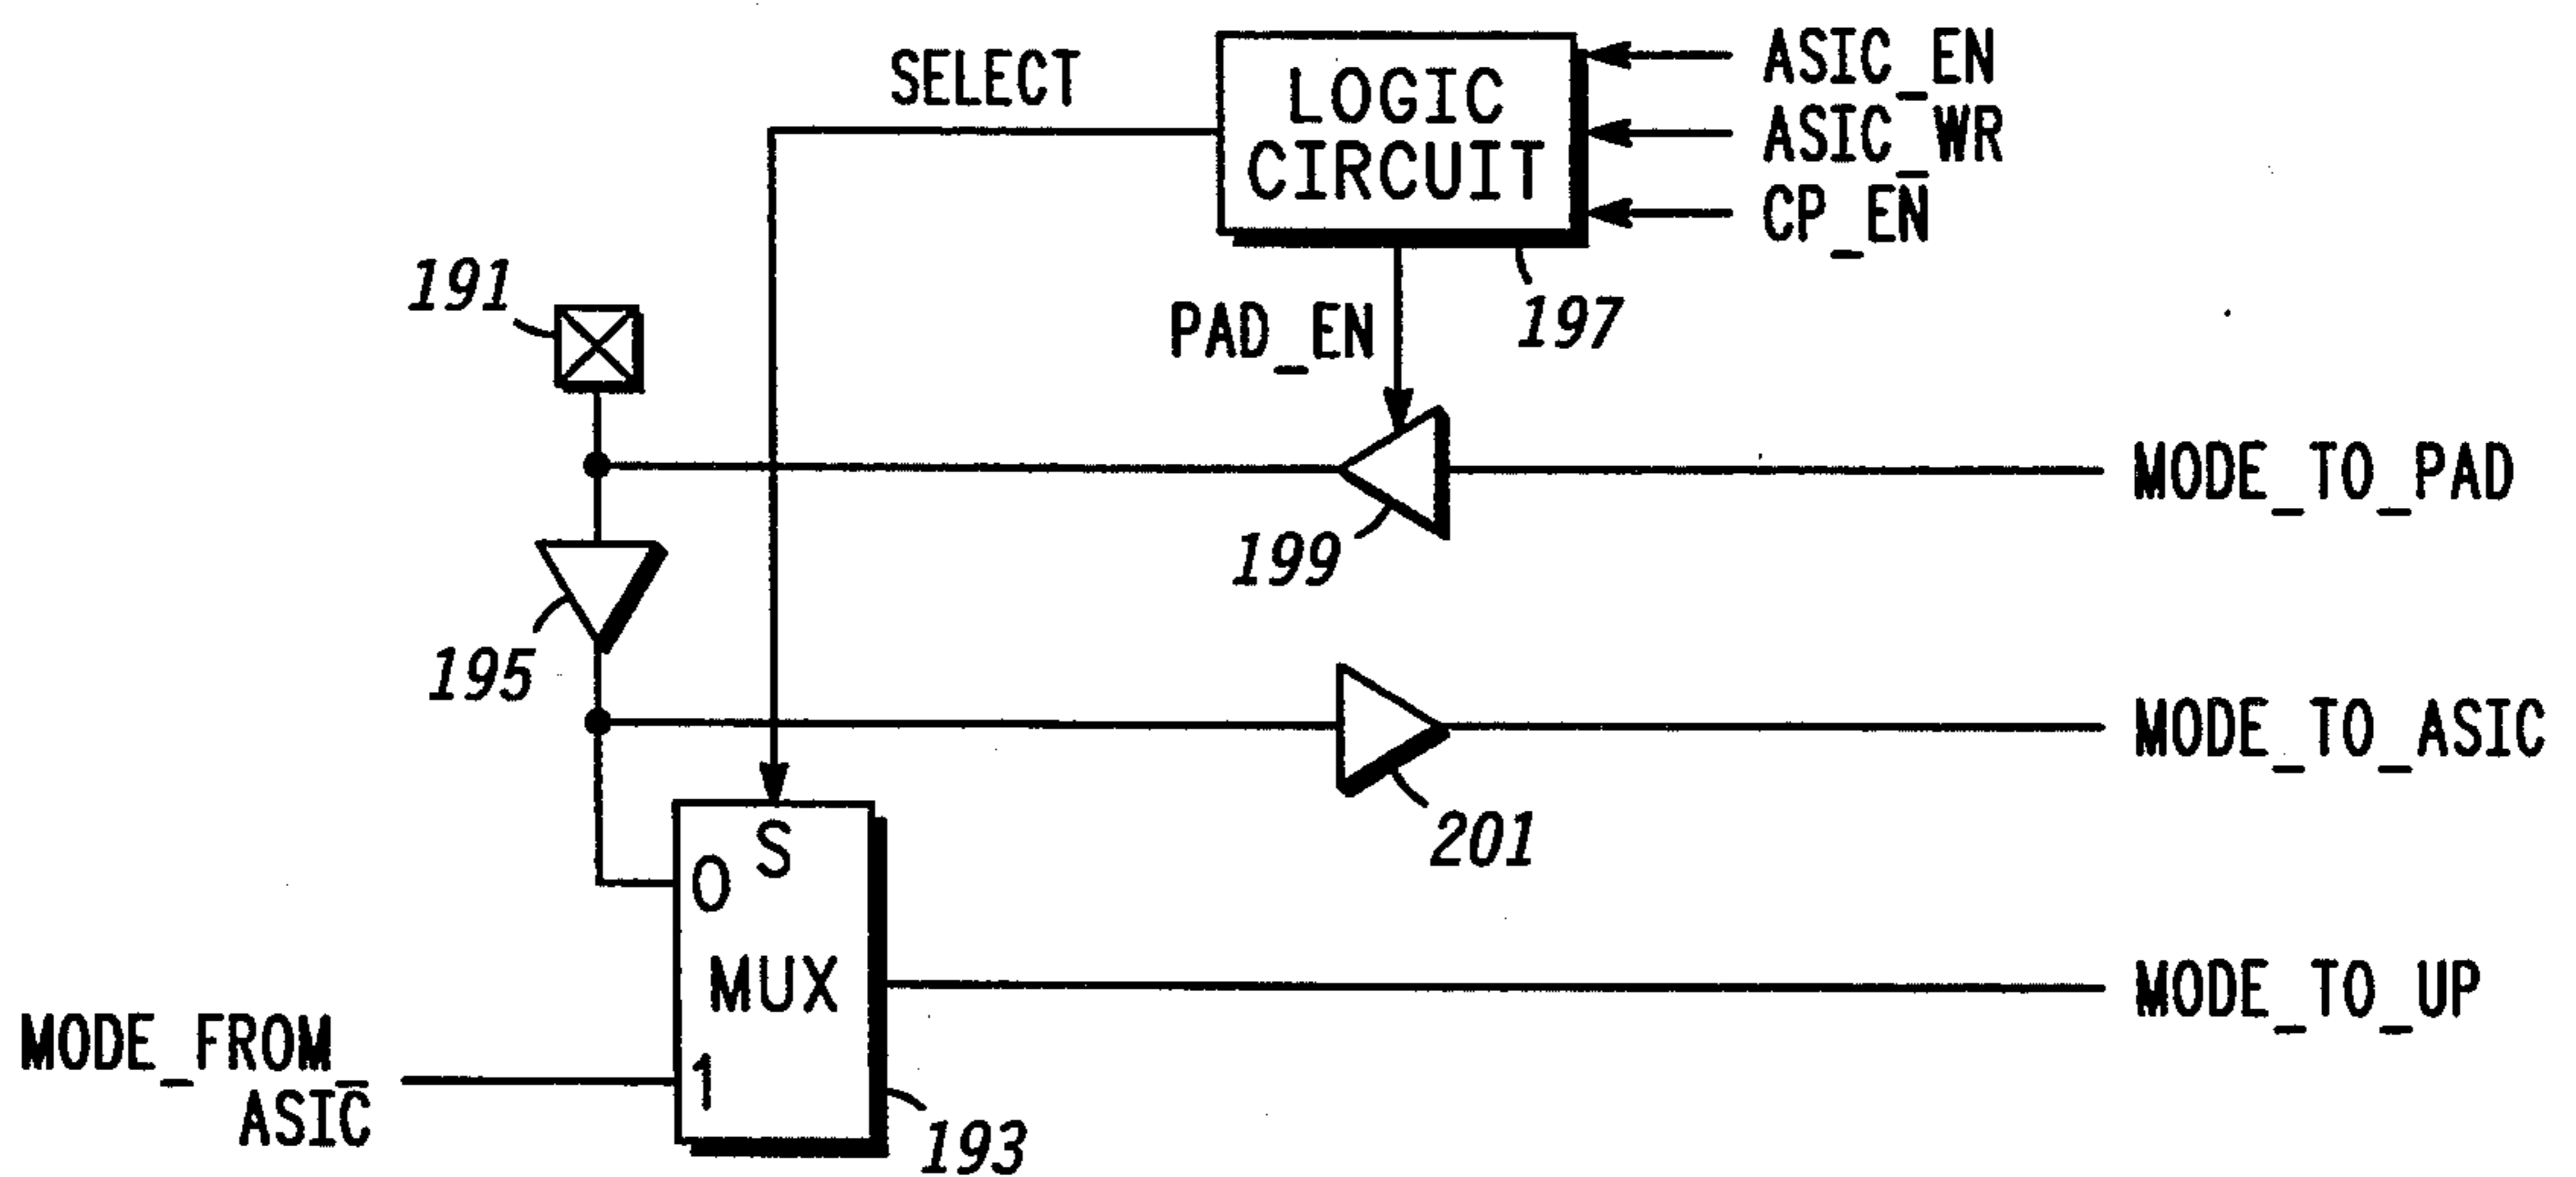 SELECT
LOGIC
CIRCUIT
ASIC_EN
ASIC_WR
CP_EN
191
PAD_EN
197
MODE_TO_PAD
199
195
MODE_TO_ASIC
201
S
0
MUX
MODE_TO_UP
MODE_FROM_
ASIC
1
193